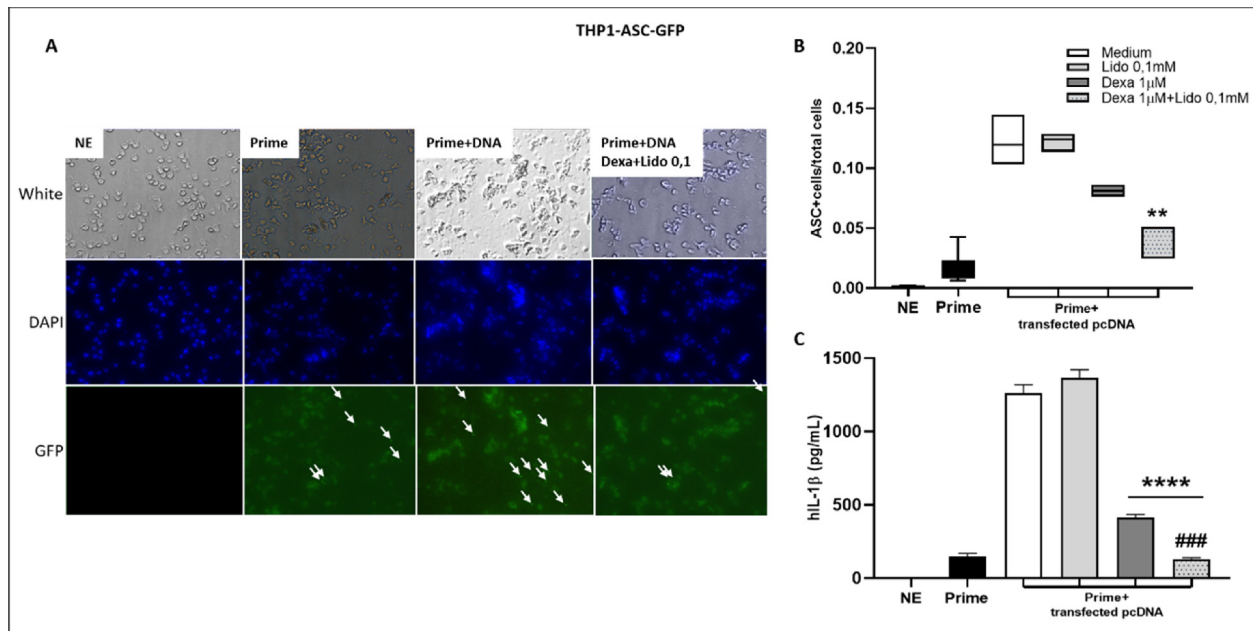 THP1-ASC-GFP
A
NE
Prime
Prime+DNA
Prime+DNA
Dexa+Lido 0,1
White
DAPI
GFP
B
ASC+cells/total cells
0.20
0.15
0.10
0.05
0.00
Medium
Lido 0,1mM
Dexa 1µM
Dexa 1µM+Lido 0,1mM
**
NE
Prime
Prime+
transfected pcDNA
C
hIL-1β (pg/mL)
1500
1000
500
0
****
###
NE
Prime
Prime+
transfected pcDNA